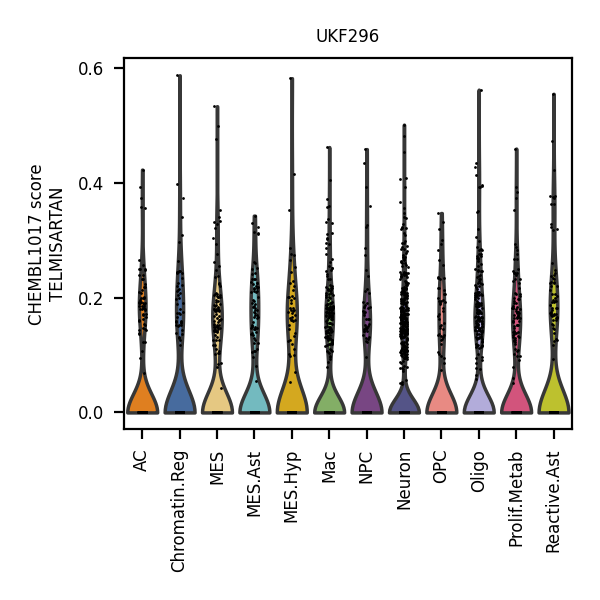 UKF296
CHEMBL1017 score
TELMISARTAN
0.6
0.4
0.2
0.0
AC
Chromatin.Reg
MES
MES.Ast
MES.Hyp
Mac
NPC
Neuron
OPC
Oligo
Prolif.Metab
Reactive.Ast